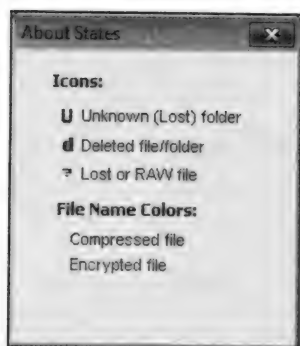 About States
Icons:
U Unknown (Lost) folder
d Deleted file/folder
? Lost or RAW file
File Name Colors:
Compressed file
Encrypted file